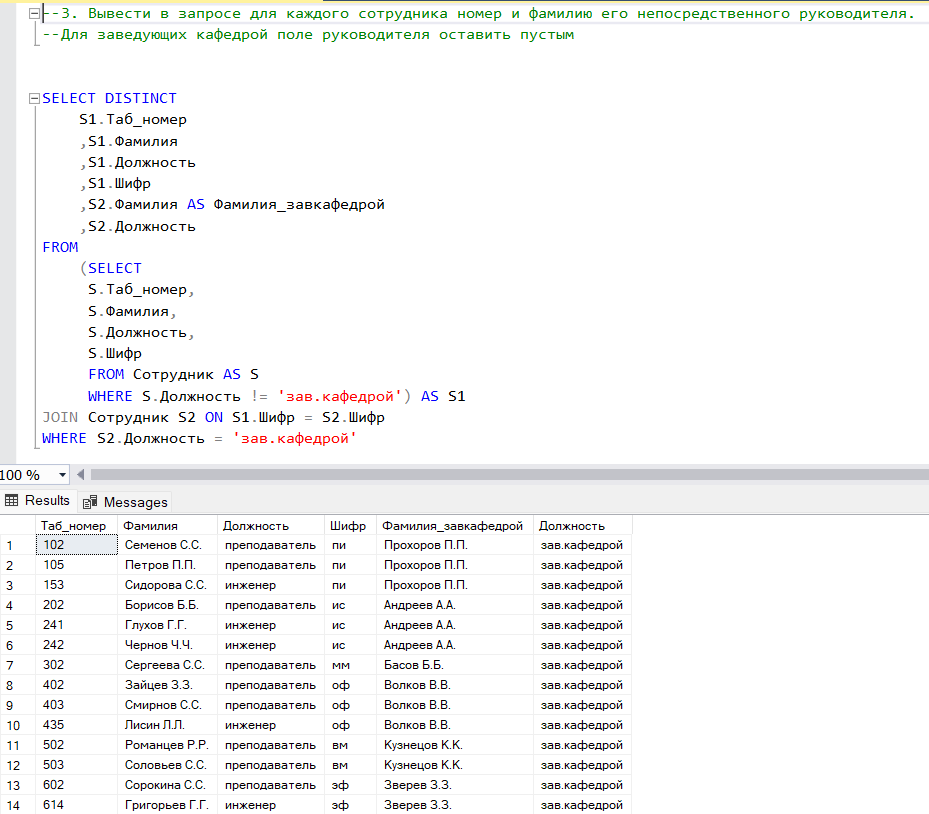 --3. Вывести в запросе для каждого сотрудника номер и фамилию его непосредственного руководителя.
--Для заведующих кафедрой поле руководителя оставить пустым
SELECT DISTINCT
S1.Таб_номер
,S1.Фамилия
,S1.Должность
,S1.Шифр
,S2.Фамилия AS Фамилия_завкафедрой
,S2.Должность
FROM
(SELECT
S.Таб_номер,
S.Фамилия,
S.Должность,
S.Шифр
FROM Сотрудник AS S
WHERE S.Должность != 'зав.кафедрой') AS S1
JOIN Сотрудник S2 ON S1.Шифр = S2.Шифр
WHERE S2.Должность = 'зав.кафедрой'
100 %
Results Messages
Таб_номер Фамилия Должность Шифр Фамилия_завкафедрой Должность
1 102 Семенов С.С. преподаватель пи Прохоров П.П. зав.кафедрой
2 105 Петров П.П. преподаватель пи Прохоров П.П. зав.кафедрой
3 153 Сидорова С.С. инженер пи Прохоров П.П. зав.кафедрой
4 202 Борисов Б.Б. преподаватель ис Андреев А.А. зав.кафедрой
5 241 Глухов Г.Г. инженер ис Андреев А.А. зав.кафедрой
6 242 Чернов Ч.Ч. инженер ис Андреев А.А. зав.кафедрой
7 302 Сергеева С.С. преподаватель мм Басов Б.Б. зав.кафедрой
8 402 Зайцев З.З. преподаватель оф Волков В.В. зав.кафедрой
9 403 Смирнов С.С. преподаватель оф Волков В.В. зав.кафедрой
10 435 Лисин Л.Л. инженер оф Волков В.В. зав.кафедрой
11 502 Романцев Р.Р. преподаватель вм Кузнецов К.К. зав.кафедрой
12 503 Соловьев С.С. преподаватель вм Кузнецов К.К. зав.кафедрой
13 602 Сорокина С.С. преподаватель эф Зверев З.З. зав.кафедрой
14 614 Григорьев Г.Г. инженер эф Зверев З.З. зав.кафедрой